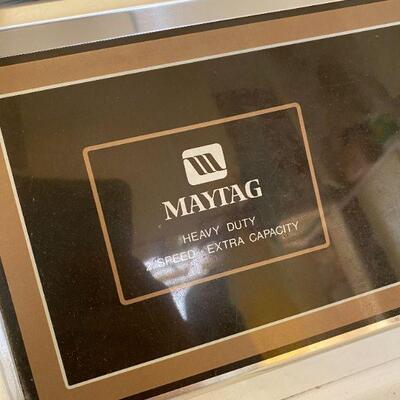 MAYTAG
HEAVY DUTY
2 SPEED · EXTRA CAPACITY